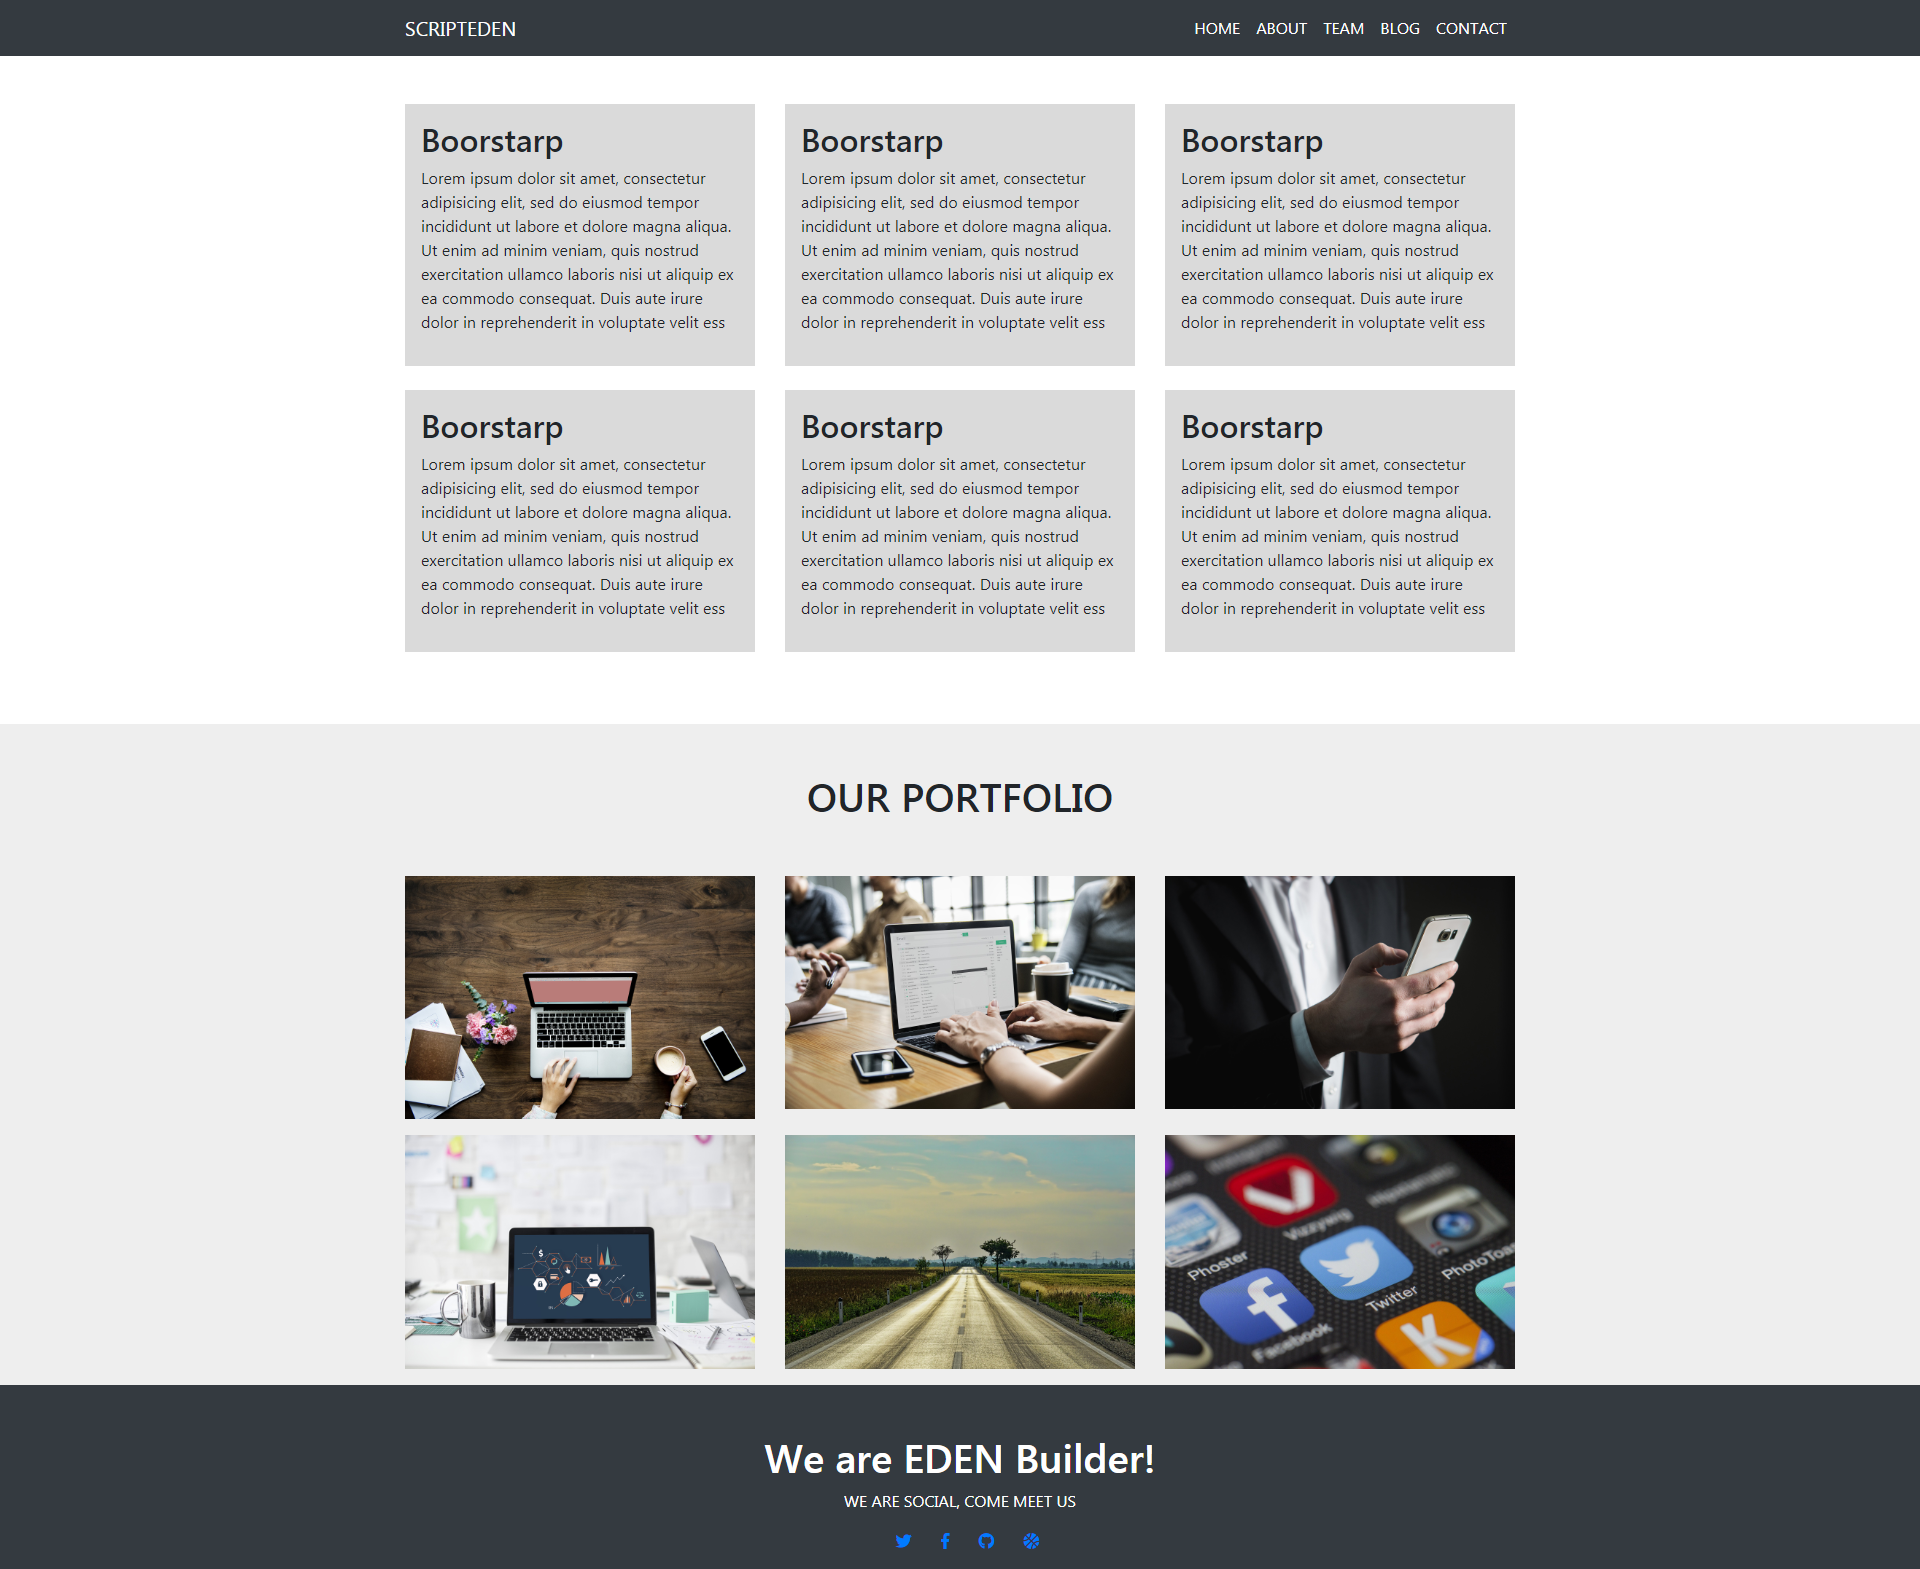 SCRIPTEDEN
HOME ABOUT TEAM BLOG CONTACT
Boorstarp
Lorem ipsum dolor sit amet, consectetur
adipisicing elit, sed do eiusmod tempor
incididunt ut labore et dolore magna aliqua.
Ut enim ad minim veniam, quis nostrud
exercitation ullamco laboris nisi ut aliquip ex
ea commodo consequat. Duis aute irure
dolor in reprehenderit in voluptate velit ess
Boorstarp
Lorem ipsum dolor sit amet, consectetur
adipisicing elit, sed do eiusmod tempor
incididunt ut labore et dolore magna aliqua.
Ut enim ad minim veniam, quis nostrud
exercitation ullamco laboris nisi ut aliquip ex
ea commodo consequat. Duis aute irure
dolor in reprehenderit in voluptate velit ess
Boorstarp
Lorem ipsum dolor sit amet, consectetur
adipisicing elit, sed do eiusmod tempor
incididunt ut labore et dolore magna aliqua.
Ut enim ad minim veniam, quis nostrud
exercitation ullamco laboris nisi ut aliquip ex
ea commodo consequat. Duis aute irure
dolor in reprehenderit in voluptate velit ess
Boorstarp
Lorem ipsum dolor sit amet, consectetur
adipisicing elit, sed do eiusmod tempor
incididunt ut labore et dolore magna aliqua.
Ut enim ad minim veniam, quis nostrud
exercitation ullamco laboris nisi ut aliquip ex
ea commodo consequat. Duis aute irure
dolor in reprehenderit in voluptate velit ess
Boorstarp
Lorem ipsum dolor sit amet, consectetur
adipisicing elit, sed do eiusmod tempor
incididunt ut labore et dolore magna aliqua.
Ut enim ad minim veniam, quis nostrud
exercitation ullamco laboris nisi ut aliquip ex
ea commodo consequat. Duis aute irure
dolor in reprehenderit in voluptate velit ess
Boorstarp
Lorem ipsum dolor sit amet, consectetur
adipisicing elit, sed do eiusmod tempor
incididunt ut labore et dolore magna aliqua.
Ut enim ad minim veniam, quis nostrud
exercitation ullamco laboris nisi ut aliquip ex
ea commodo consequat. Duis aute irure
dolor in reprehenderit in voluptate velit ess
OUR PORTFOLIO
Vizzywig
Phoster
Twitter
PhotoToas
Facebook
We are EDEN Builder!
WE ARE SOCIAL, COME MEET US